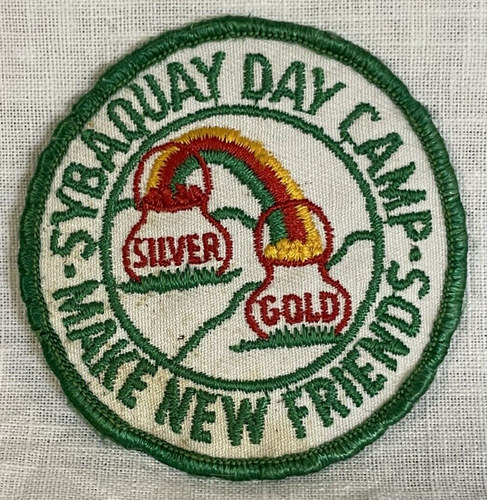 SYBAQUAY DAY CAMP
SILVER
GOLD
MAKE NEW FRIENDS